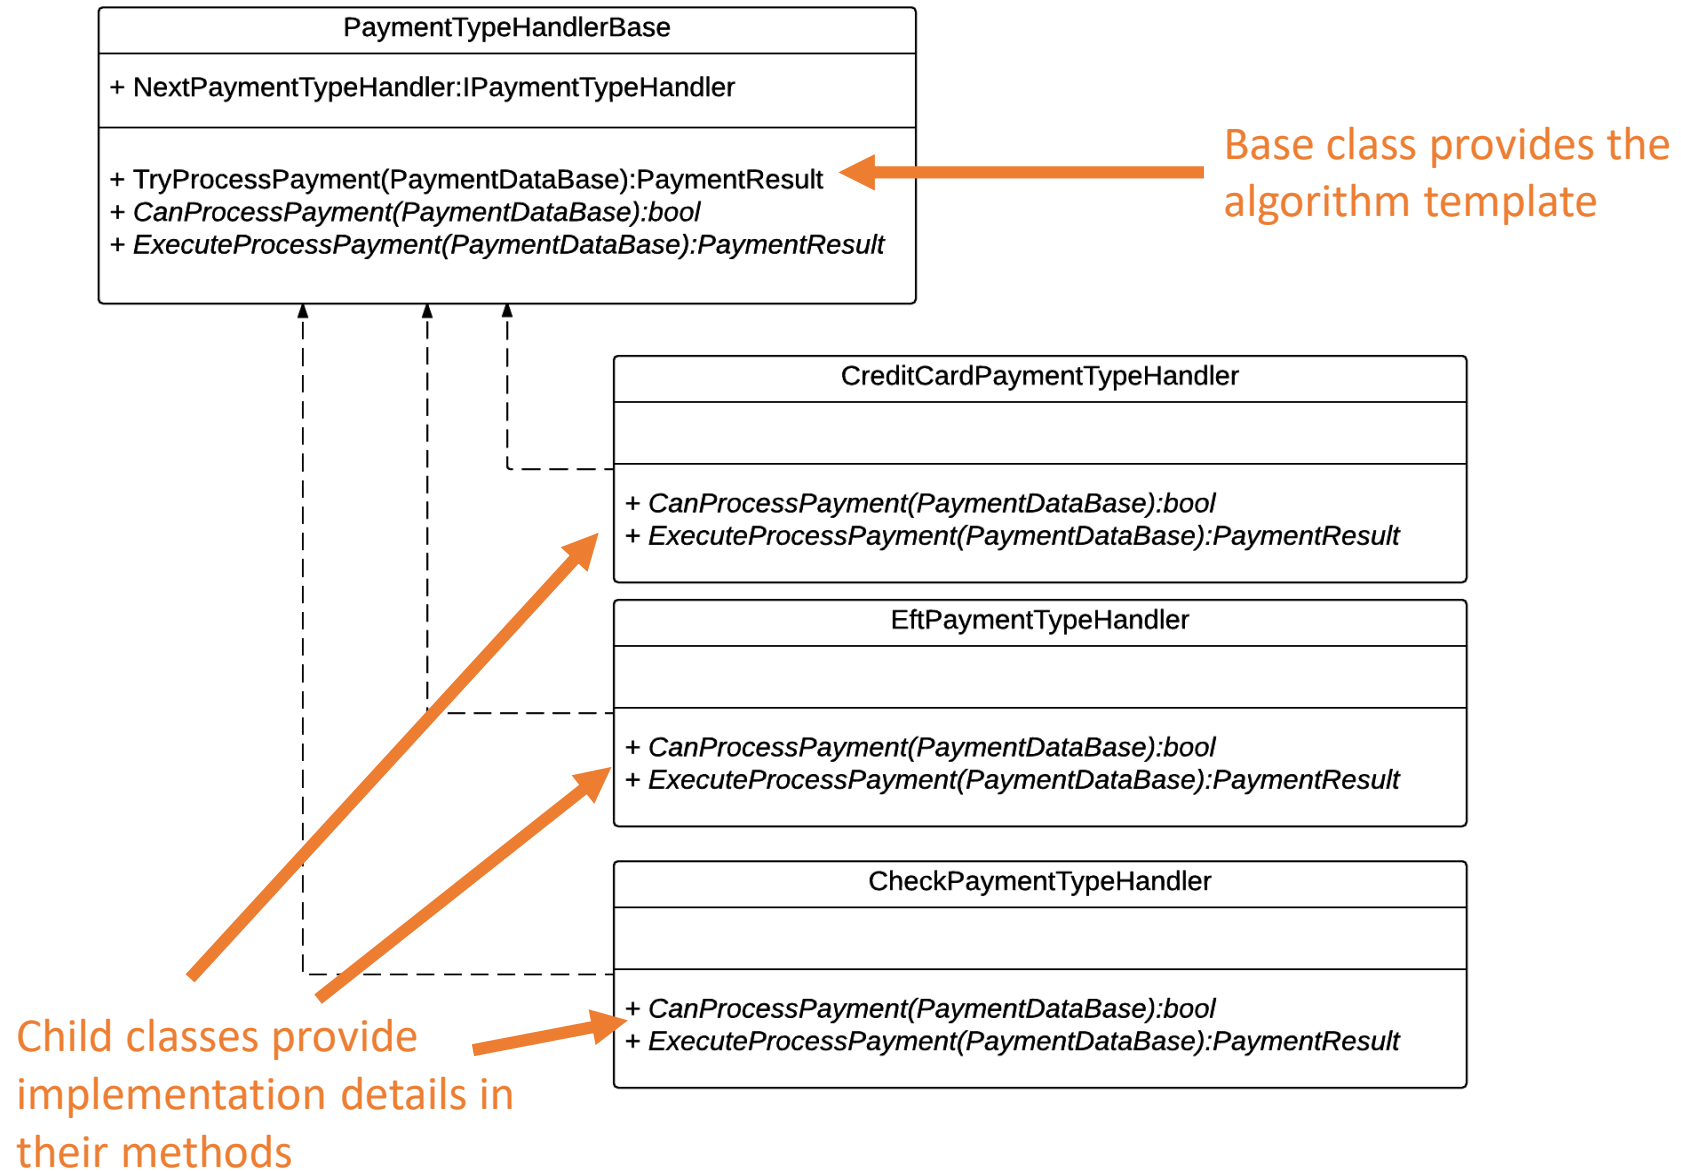 PaymentTypeHandlerBase
+ NextPaymentTypeHandler:IPaymentTypeHandler
+ TryProcessPayment(PaymentDataBase):PaymentResult
+ CanProcessPayment(PaymentDataBase):bool
+ ExecuteProcessPayment(PaymentDataBase):PaymentResult
Base class provides the
algorithm template
CreditCardPaymentTypeHandler
+ CanProcessPayment(PaymentDataBase):bool
+ ExecuteProcessPayment(PaymentDataBase):PaymentResult
EftPaymentTypeHandler
+ CanProcessPayment(PaymentDataBase):bool
+ ExecuteProcessPayment(PaymentDataBase):PaymentResult
CheckPaymentTypeHandler
+ CanProcessPayment(PaymentDataBase):bool
+ ExecuteProcessPayment(PaymentDataBase):PaymentResult
Child classes provide
implementation details in
their methods